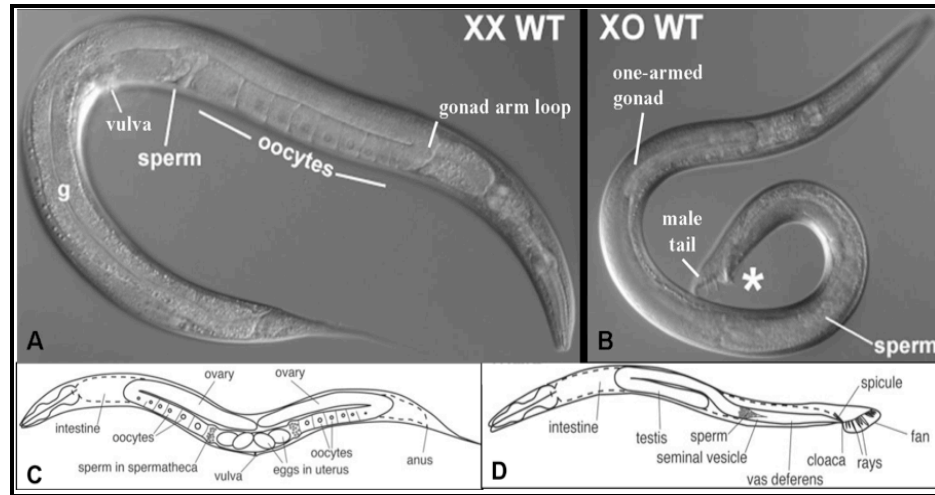 XX WT
vulva
sperm
oocytes
gonad arm loop
g
A
XO WT
one-armed
gonad
male
tail
*
sperm
B
ovary
ovary
intestine
oocytes
sperm in spermatheca
vulva
eggs in uterus
oocytes
anus
C
intestine
testis
sperm
seminal vesicle
vas deferens
cloaca
spicule
fan
rays
D